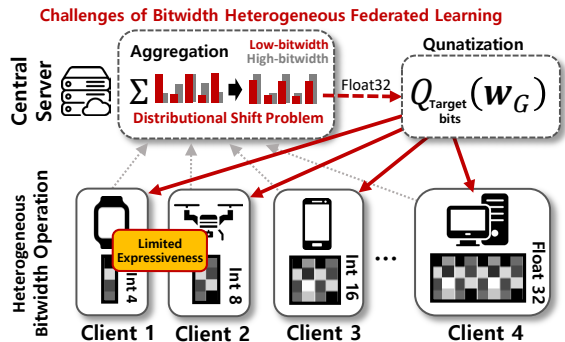 Challenges of Bitwidth Heterogeneous Federated Learning
Central
Server
Aggregation
Low-bitwidth
High-bitwidth
Σ
Distributional Shift Problem
Float32
Qunatization
Q Target bits (w_G)
Heterogeneous
Bitwidth Operation
Limited
Expressiveness
Int 4
Int 8
Int 16
...
Float 32
Client 1
Client 2
Client 3
Client 4